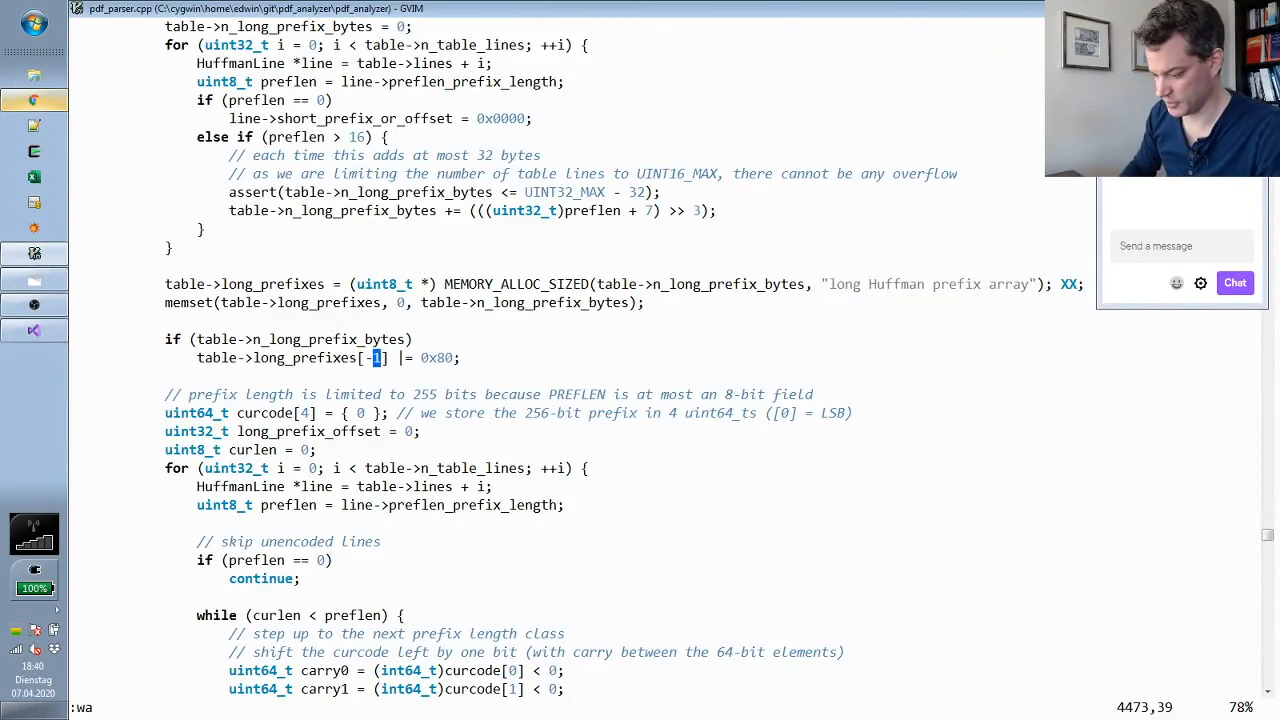 pdf_parser.cpp (C:\cygwin\home\edwin\git\pdf_analyzer\pdf_analyzer) - GVIM
table->n_long_prefix_bytes = 0;
for (uint32_t i = 0; i < table->n_table_lines; ++i) {
HuffmanLine *line = table->lines + i;
uint8_t preflen = line->preflen_prefix_length;
if (preflen == 0)
line->short_prefix_or_offset = 0x0000;
else if (preflen > 16) {
// each time this adds at most 32 bytes
// as we are limiting the number of table lines to UINT16_MAX, there cannot be any overflow
assert(table->n_long_prefix_bytes <= UINT32_MAX - 32);
table->n_long_prefix_bytes += (((uint32_t)preflen + 7) >> 3);
}
}
table->long_prefixes = (uint8_t *) MEMORY_ALLOC_SIZED(table->n_long_prefix_bytes, "long Huffman prefix array"); XX;
memset(table->long_prefixes, 0, table->n_long_prefix_bytes);
if (table->n_long_prefix_bytes)
table->long_prefixes[-1] |= 0x80;
// prefix length is limited to 255 bits because PREFLEN is at most an 8-bit field
uint64_t curcode[4] = { 0 }; // we store the 256-bit prefix in 4 uint64_ts ([0] = LSB)
uint32_t long_prefix_offset = 0;
uint8_t curlen = 0;
for (uint32_t i = 0; i < table->n_table_lines; ++i) {
HuffmanLine *line = table->lines + i;
uint8_t preflen = line->preflen_prefix_length;
// skip unencoded lines
if (preflen == 0)
continue;
while (curlen < preflen) {
// step up to the next prefix length class
// shift the curcode left by one bit (with carry between the 64-bit elements)
uint64_t carry0 = (int64_t)curcode[0] < 0;
uint64_t carry1 = (int64_t)curcode[1] < 0;
:wa
4473,39
78%
Send a message
Chat
100%
18:40
Dienstag
07.04.2020